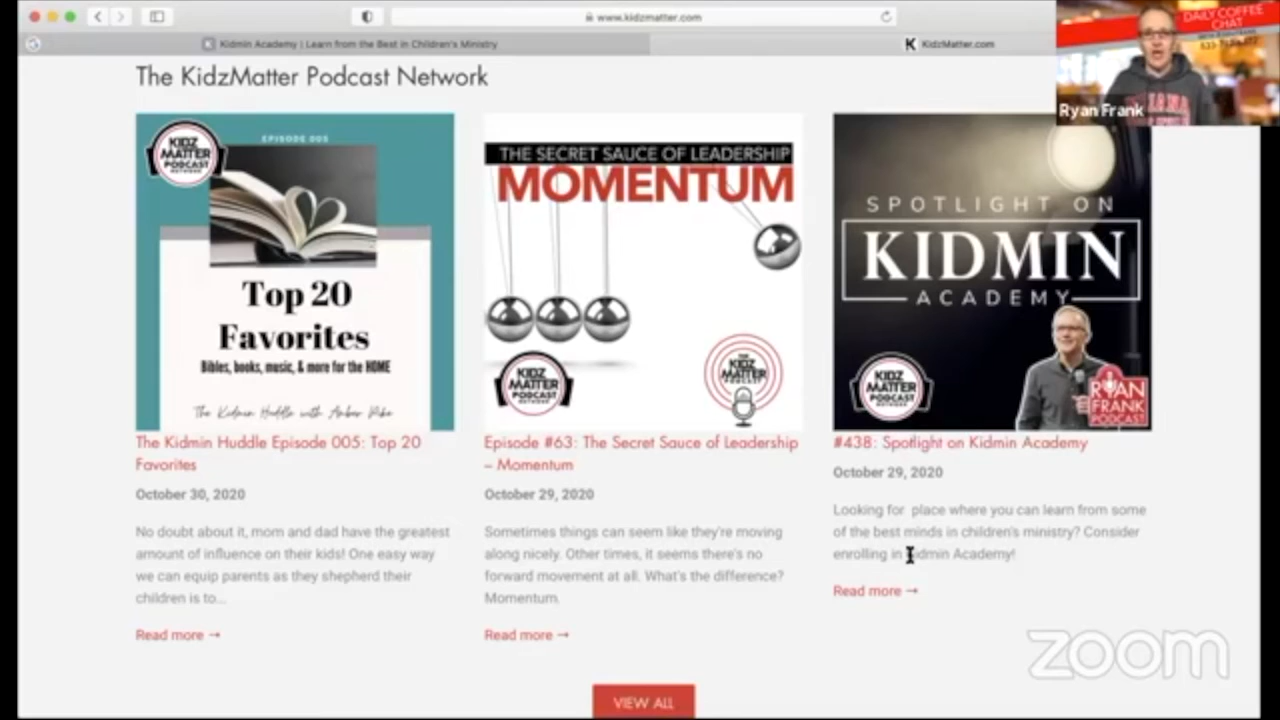 www.kidzmatter.com
Kidmin Academy | Learn from the Best in Children's Ministry
KidzMatter.com
DAILY COFFEE
CHAT
Ryan Frank
The KidzMatter Podcast Network
KIDZ
MATTER
PODCAST
NETWORK
EPISODE 005
Top 20
Favorites
Bibles, books, music, & more for the HOME
The Kidmin Huddle with Amber Pike
THE SECRET SAUCE OF LEADERSHIP
MOMENTUM
KIDZ
MATTER
PODCAST
NETWORK
THE
KIDZ
MATTER
PODCAST
SPOTLIGHT ON
KIDMIN
ACADEMY
KIDZ
MATTER
PODCAST
NETWORK
RYAN
FRANK
PODCAST
The Kidmin Huddle Episode 005: Top 20
Favorites
October 30, 2020
No doubt about it, mom and dad have the greatest
amount of influence on their kids! One easy way
we can equip parents as they shepherd their
children is to...
Read more →
Episode #63: The Secret Sauce of Leadership
– Momentum
October 29, 2020
Sometimes things can seem like they're moving
along nicely. Other times, it seems there's no
forward movement at all. What's the difference?
Momentum.
Read more →
#438: Spotlight on Kidmin Academy
October 29, 2020
Looking for place where you can learn from some
of the best minds in children's ministry? Consider
enrolling in Kidmin Academy!
Read more →
VIEW ALL
zoom